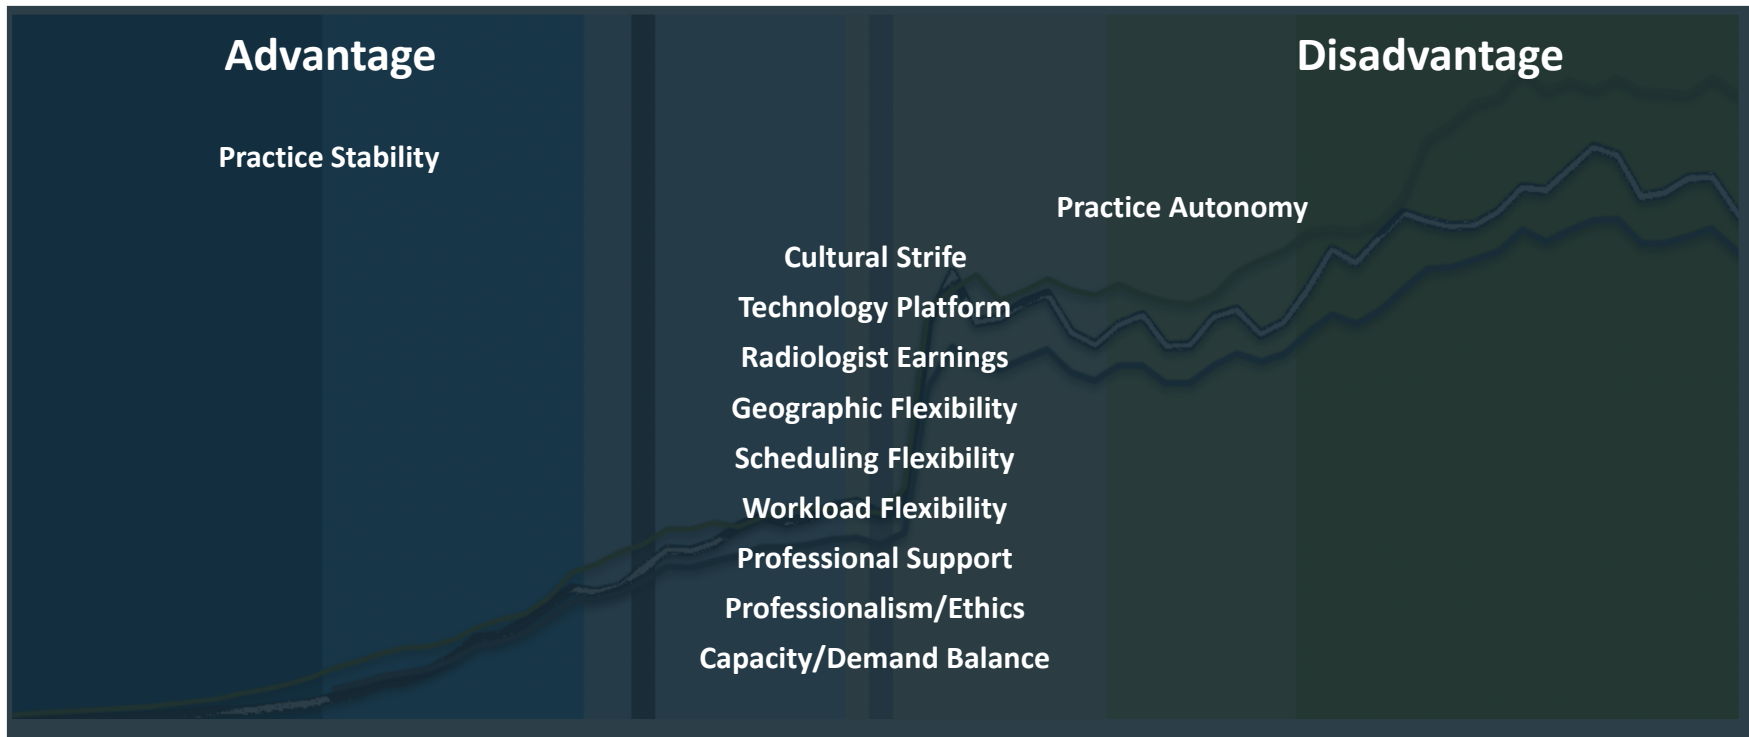 Advantage
Disadvantage
Practice Stability
Practice Autonomy
Cultural Strife
Technology Platform
Radiologist Earnings
Geographic Flexibility
Scheduling Flexibility
Workload Flexibility
Professional Support
Professionalism/Ethics
Capacity/Demand Balance